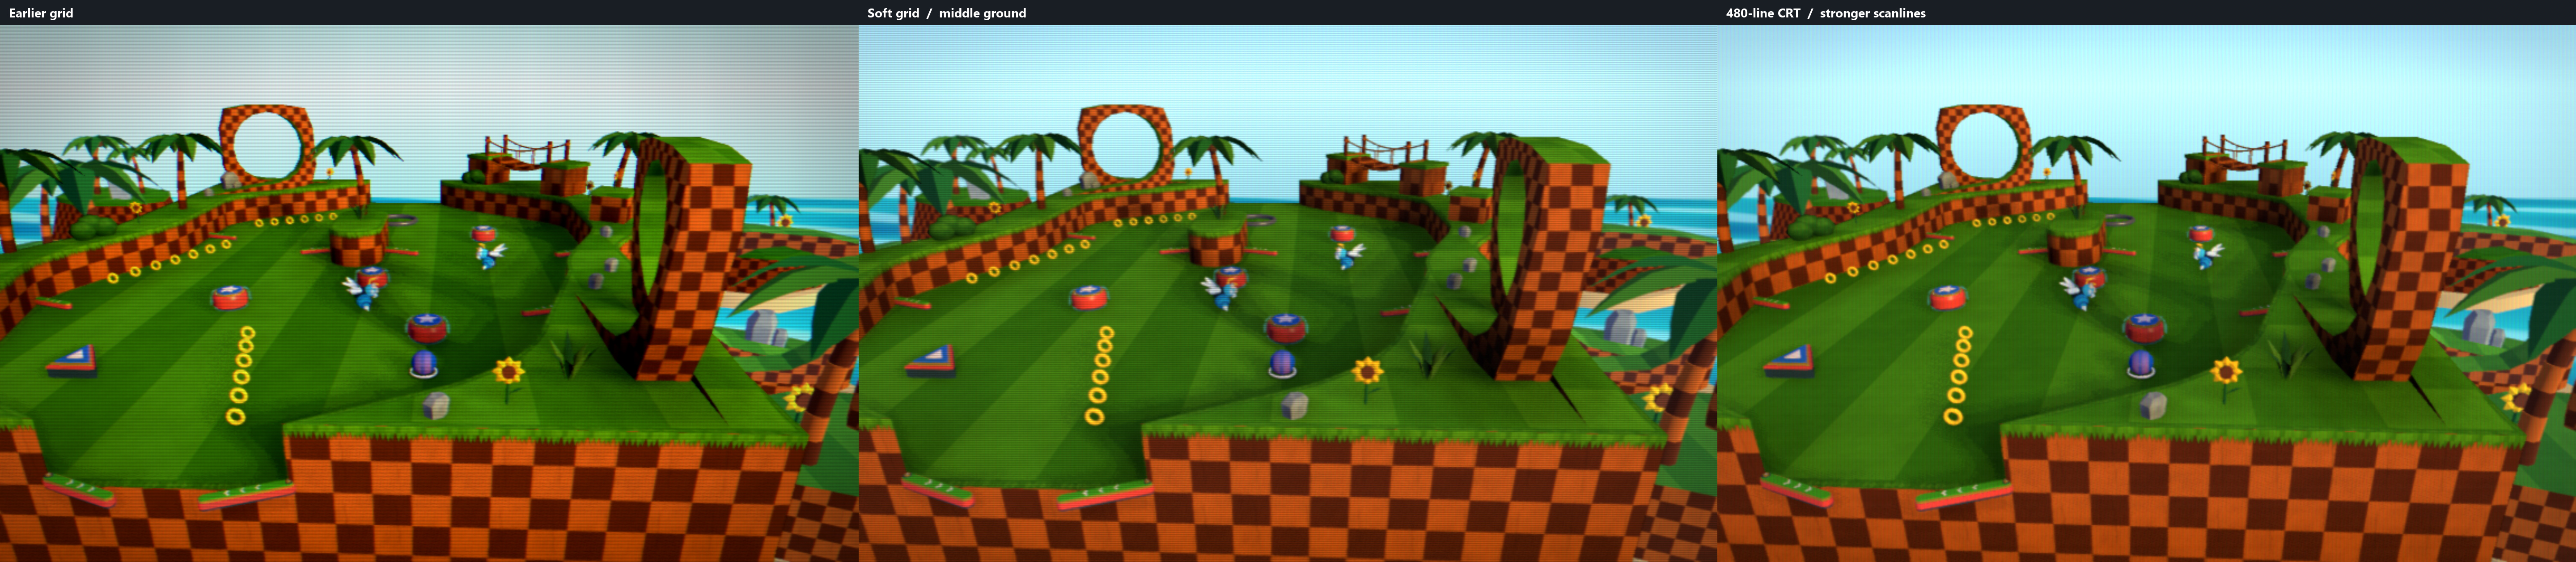 Earlier grid
Soft grid / middle ground
480-line CRT / stronger scanlines